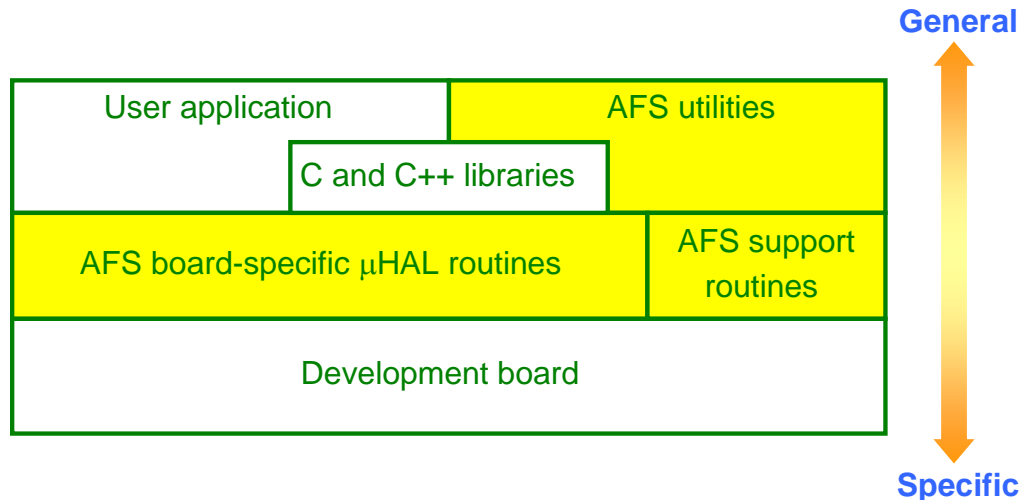 General
User application
AFS utilities
C and C++ libraries
AFS board-specific μHAL routines
AFS support
routines
Development board
Specific